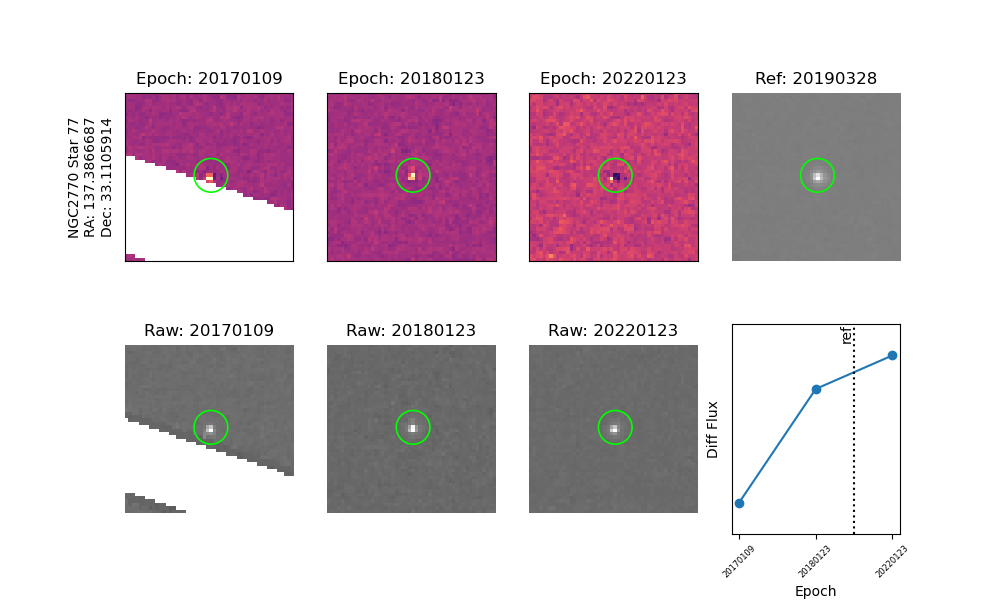 Epoch: 20170109
Epoch: 20180123
Epoch: 20220123
Ref: 20190328
NGC2770 Star 77
RA: 137.3866687
Dec: 33.1105914
Raw: 20170109
Raw: 20180123
Raw: 20220123
ref
Diff Flux
20170109
20180123
20220123
Epoch